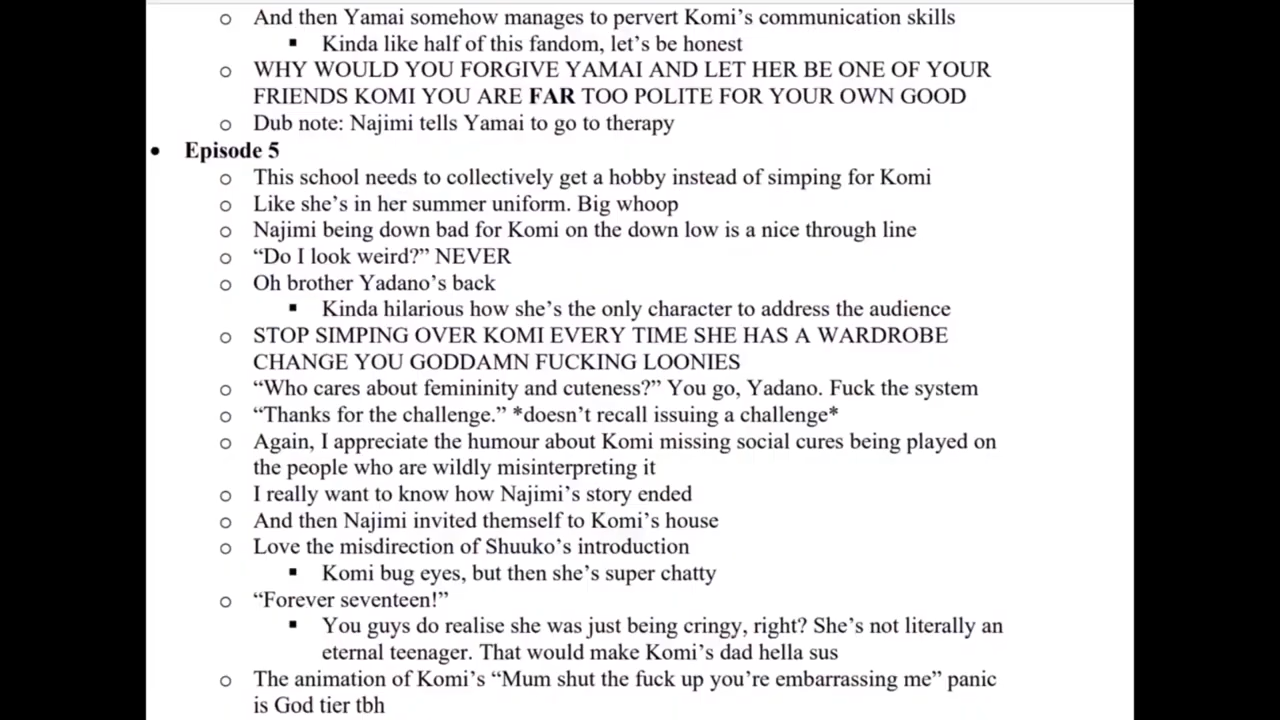 o And then Yamai somehow manages to pervert Komi’s communication skills
▪ Kinda like half of this fandom, let’s be honest
o WHY WOULD YOU FORGIVE YAMAI AND LET HER BE ONE OF YOUR
FRIENDS KOMI YOU ARE FAR TOO POLITE FOR YOUR OWN GOOD
o Dub note: Najimi tells Yamai to go to therapy
• Episode 5
o This school needs to collectively get a hobby instead of simping for Komi
o Like she’s in her summer uniform. Big whoop
o Najimi being down bad for Komi on the down low is a nice through line
o “Do I look weird?” NEVER
o Oh brother Yadano’s back
▪ Kinda hilarious how she’s the only character to address the audience
o STOP SIMPING OVER KOMI EVERY TIME SHE HAS A WARDROBE
CHANGE YOU GODDAMN FUCKING LOONIES
o “Who cares about femininity and cuteness?” You go, Yadano. Fuck the system
o “Thanks for the challenge.” *doesn’t recall issuing a challenge*
o Again, I appreciate the humour about Komi missing social cures being played on
the people who are wildly misinterpreting it
o I really want to know how Najimi’s story ended
o And then Najimi invited themself to Komi’s house
o Love the misdirection of Shuuko’s introduction
▪ Komi bug eyes, but then she’s super chatty
o “Forever seventeen!”
▪ You guys do realise she was just being cringy, right? She’s not literally an
eternal teenager. That would make Komi’s dad hella sus
o The animation of Komi’s “Mum shut the fuck up you’re embarrassing me” panic
is God tier tbh